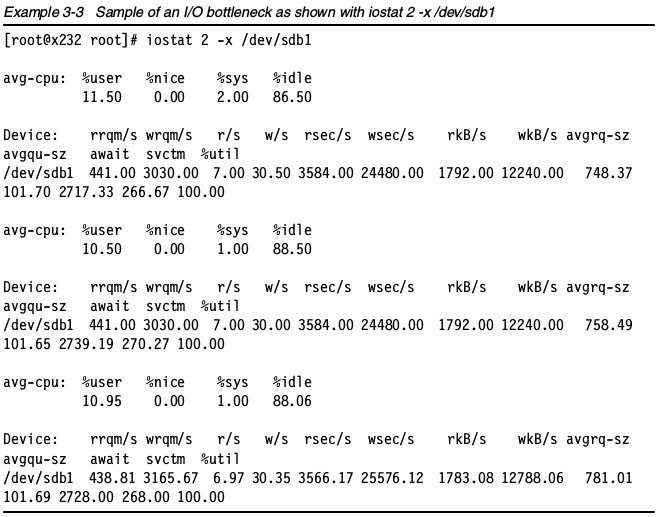 Example 3-3 Sample of an I/O bottleneck as shown with iostat 2 -x /dev/sdb1
[root@x232 root]# iostat 2 -x /dev/sdb1
avg-cpu: %user %nice %sys %idle
11.50 0.00 2.00 86.50
Device: rrqm/s wrqm/s r/s w/s rsec/s wsec/s rkB/s wkB/s avgrq-sz
avgqu-sz await svctm %util
/dev/sdb1 441.00 3030.00 7.00 30.50 3584.00 24480.00 1792.00 12240.00 748.37
101.70 2717.33 266.67 100.00
avg-cpu: %user %nice %sys %idle
10.50 0.00 1.00 88.50
Device: rrqm/s wrqm/s r/s w/s rsec/s wsec/s rkB/s wkB/s avgrq-sz
avgqu-sz await svctm %util
/dev/sdb1 441.00 3030.00 7.00 30.00 3584.00 24480.00 1792.00 12240.00 758.49
101.65 2739.19 270.27 100.00
avg-cpu: %user %nice %sys %idle
10.95 0.00 1.00 88.06
Device: rrqm/s wrqm/s r/s w/s rsec/s wsec/s rkB/s wkB/s avgrq-sz
avgqu-sz await svctm %util
/dev/sdb1 438.81 3165.67 6.97 30.35 3566.17 25576.12 1783.08 12788.06 781.01
101.69 2728.00 268.00 100.00